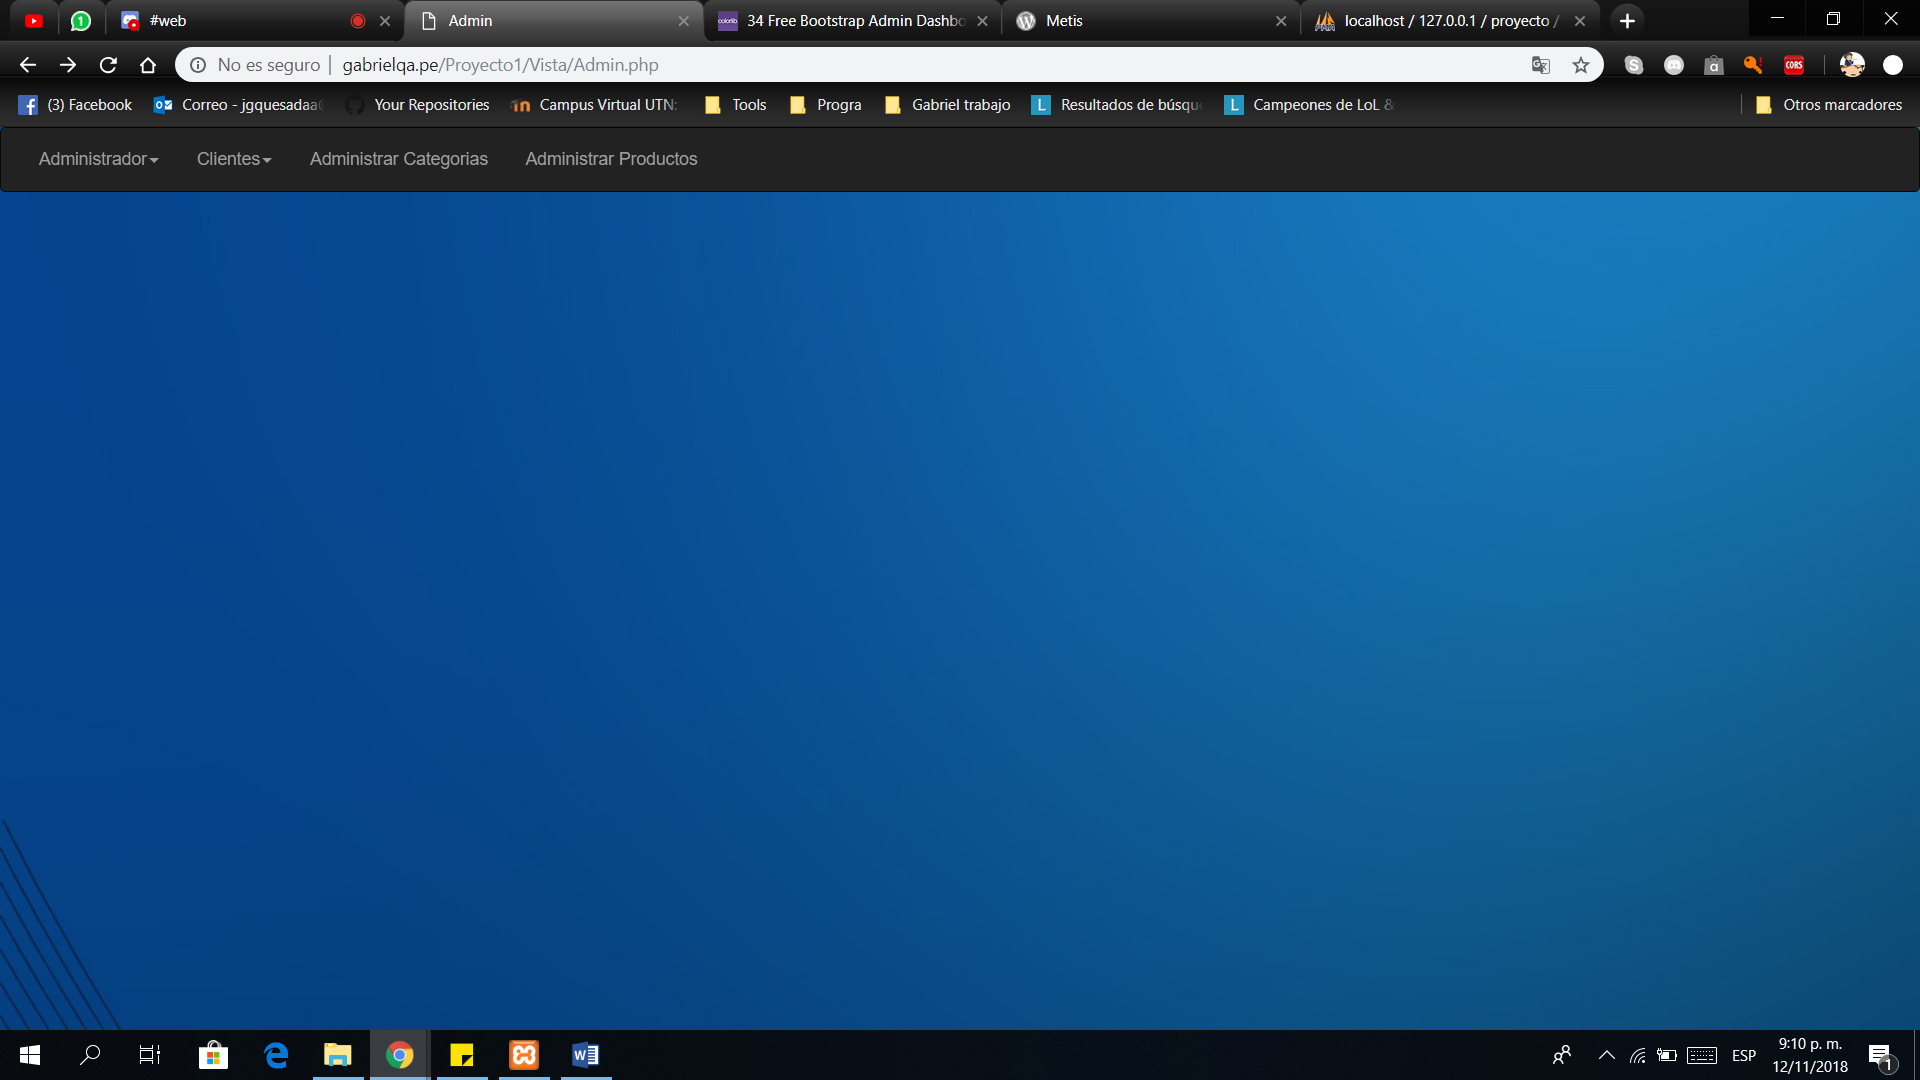 #web
Admin
34 Free Bootstrap Admin Dashbo
Metis
localhost / 127.0.0.1 / proyecto /
No es seguro
gabrielqa.pe/Proyecto1/Vista/Admin.php
CORS
(3) Facebook
Correo - jgquesadaa@
Your Repositories
Campus Virtual UTN:
Tools
Progra
Gabriel trabajo
L
Resultados de búsqu
L
Campeones de LoL &
Otros marcadores
Administrador
Clientes
Administrar Categorias
Administrar Productos
ESP
9:10 p. m.
12/11/2018
1